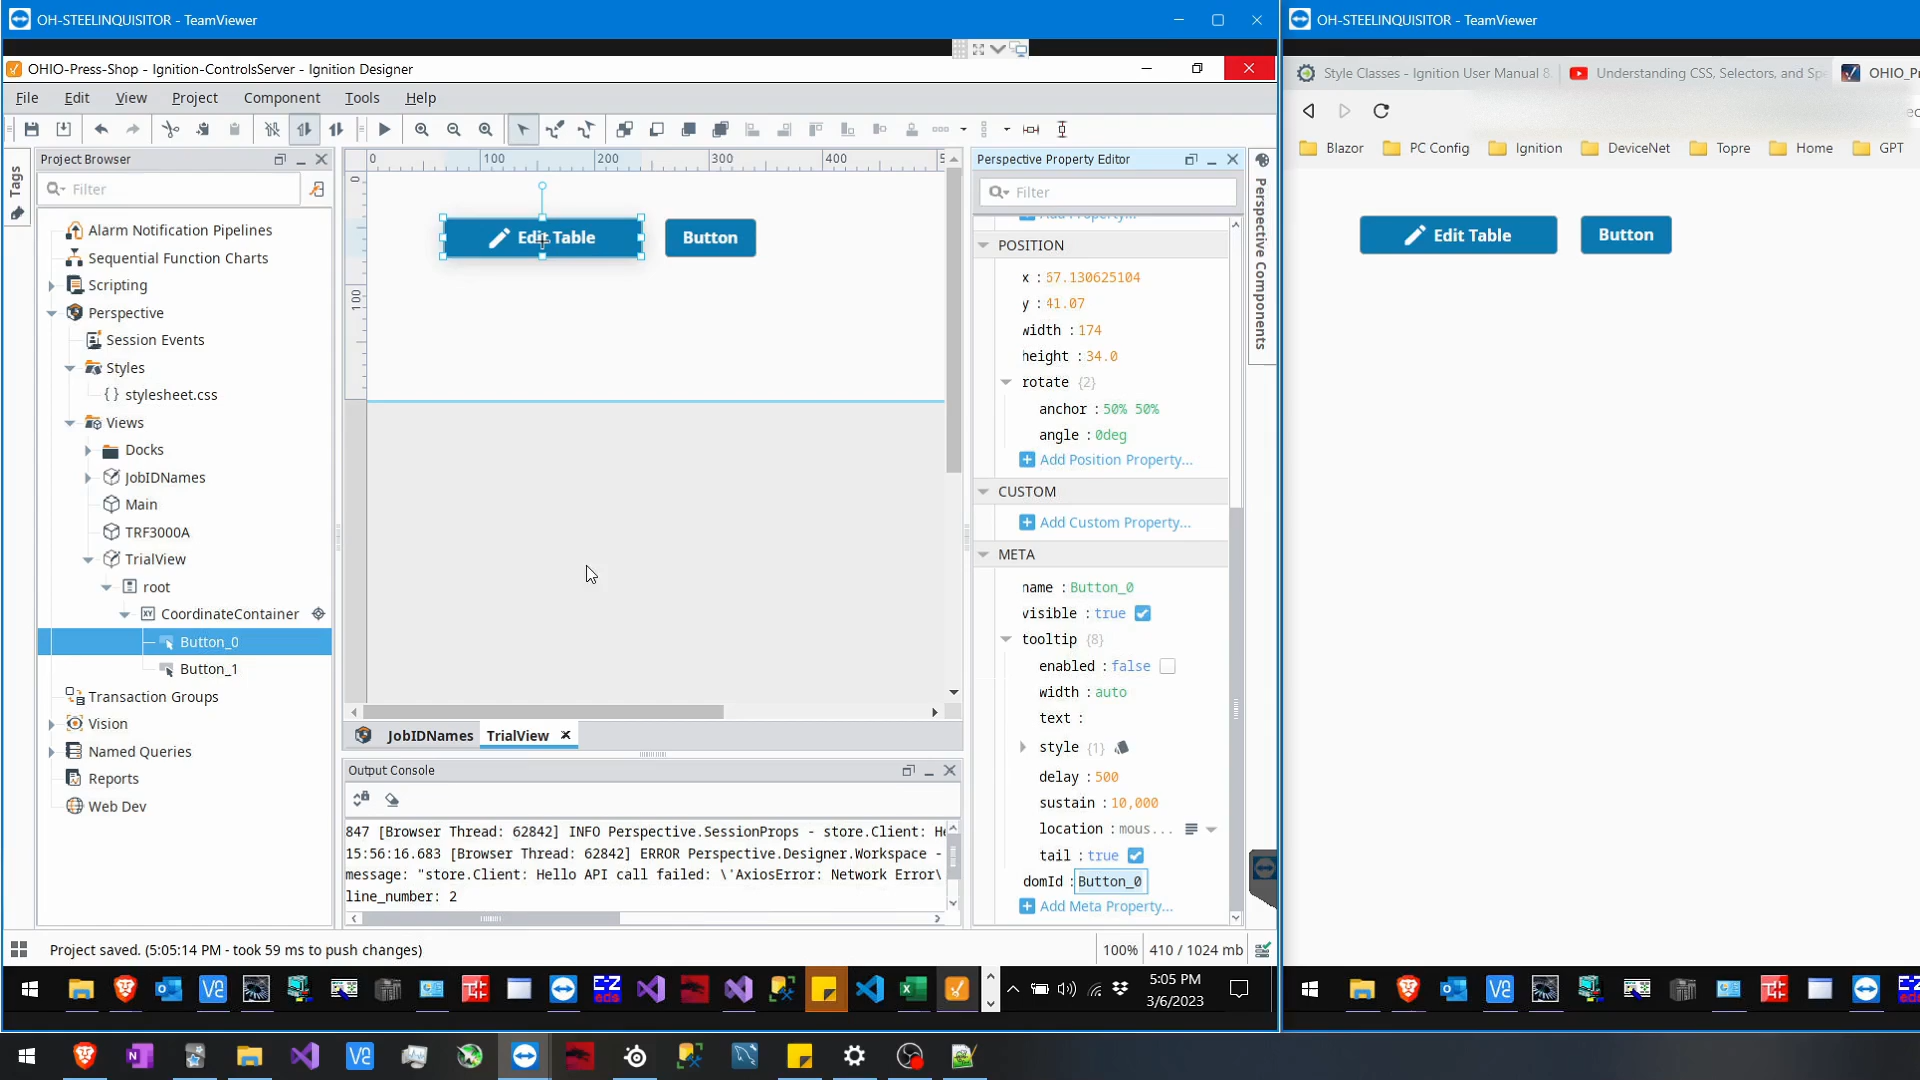 OH-STEELINQUISITOR - TeamViewer
OHIO-Press-Shop - Ignition-ControlsServer - Ignition Designer
File Edit View Project Component Tools Help
Tags
Project Browser
Filter
Alarm Notification Pipelines
Sequential Function Charts
Scripting
Perspective
Session Events
Styles
{ } stylesheet.css
Views
Docks
JobIDNames
Main
TRF3000A
TrialView
root
XY CoordinateContainer
Button_0
Button_1
Transaction Groups
Vision
Named Queries
Reports
Web Dev
0 100 200 300 400 5
0
100
Edit Table Button
JobIDNames TrialView
Output Console
847 [Browser Thread: 62842] INFO Perspective.SessionProps - store.Client: He
15:56:16.683 [Browser Thread: 62842] ERROR Perspective.Designer.Workspace -
message: "store.Client: Hello API call failed: \'AxiosError: Network Error\
line_number: 2
Perspective Property Editor
Filter
Add Property...
POSITION
x : 67.130625104
y : 41.07
width : 174
height : 34.0
rotate {2}
anchor : 50% 50%
angle : 0deg
Add Position Property...
CUSTOM
Add Custom Property...
META
name : Button_0
visible : true
tooltip {8}
enabled : false
width : auto
text :
style {1}
delay : 500
sustain : 10,000
location : mous...
tail : true
domId : Button_0
Add Meta Property...
Perspective Components
Project saved. (5:05:14 PM - took 59 ms to push changes)
100% 410 / 1024 mb
5:05 PM
3/6/2023
OH-STEELINQUISITOR - TeamViewer
Style Classes - Ignition User Manual 8. Understanding CSS, Selectors, and Spe OHIO_Pr
Blazor PC Config Ignition DeviceNet Topre Home GPT
Edit Table Button